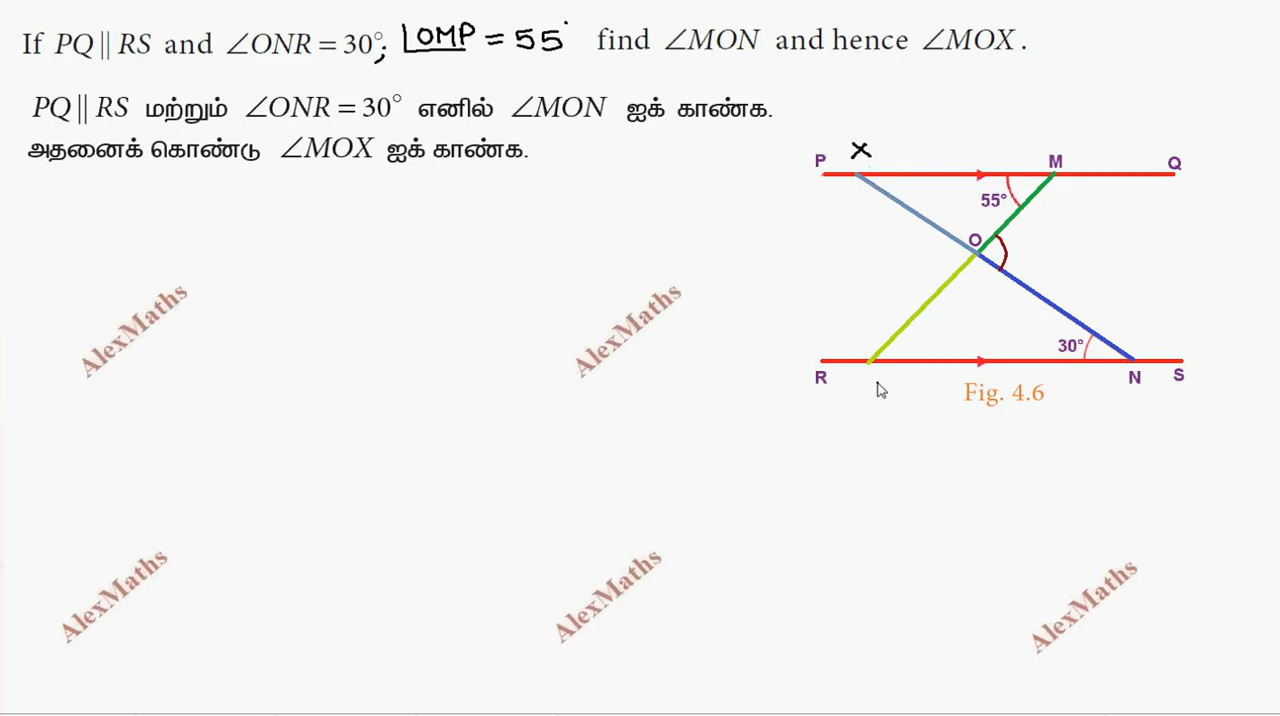 If PQ || RS and ∠ONR = 30°; ∠OMP = 55° find ∠MON and hence ∠MOX.
PQ || RS மற்றும் ∠ONR = 30° எனில் ∠MON ஐக் காண்க.
அதனைக் கொண்டு ∠MOX ஐக் காண்க.
P X M Q
55°
O
30°
R N S
Fig. 4.6
AlexMaths
AlexMaths
AlexMaths
AlexMaths
AlexMaths